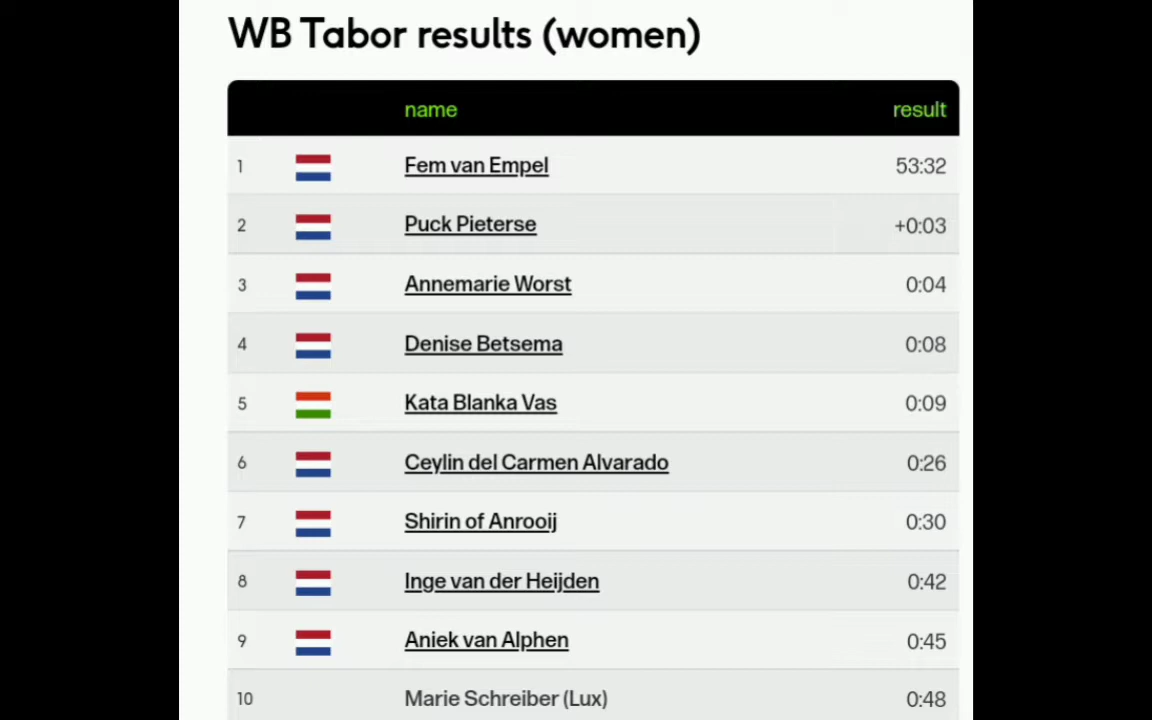 WB Tabor results (women)
name result
1 Fem van Empel 53:32
2 Puck Pieterse +0:03
3 Annemarie Worst 0:04
4 Denise Betsema 0:08
5 Kata Blanka Vas 0:09
6 Ceylin del Carmen Alvarado 0:26
7 Shirin of Anrooij 0:30
8 Inge van der Heijden 0:42
9 Aniek van Alphen 0:45
10 Marie Schreiber (Lux) 0:48